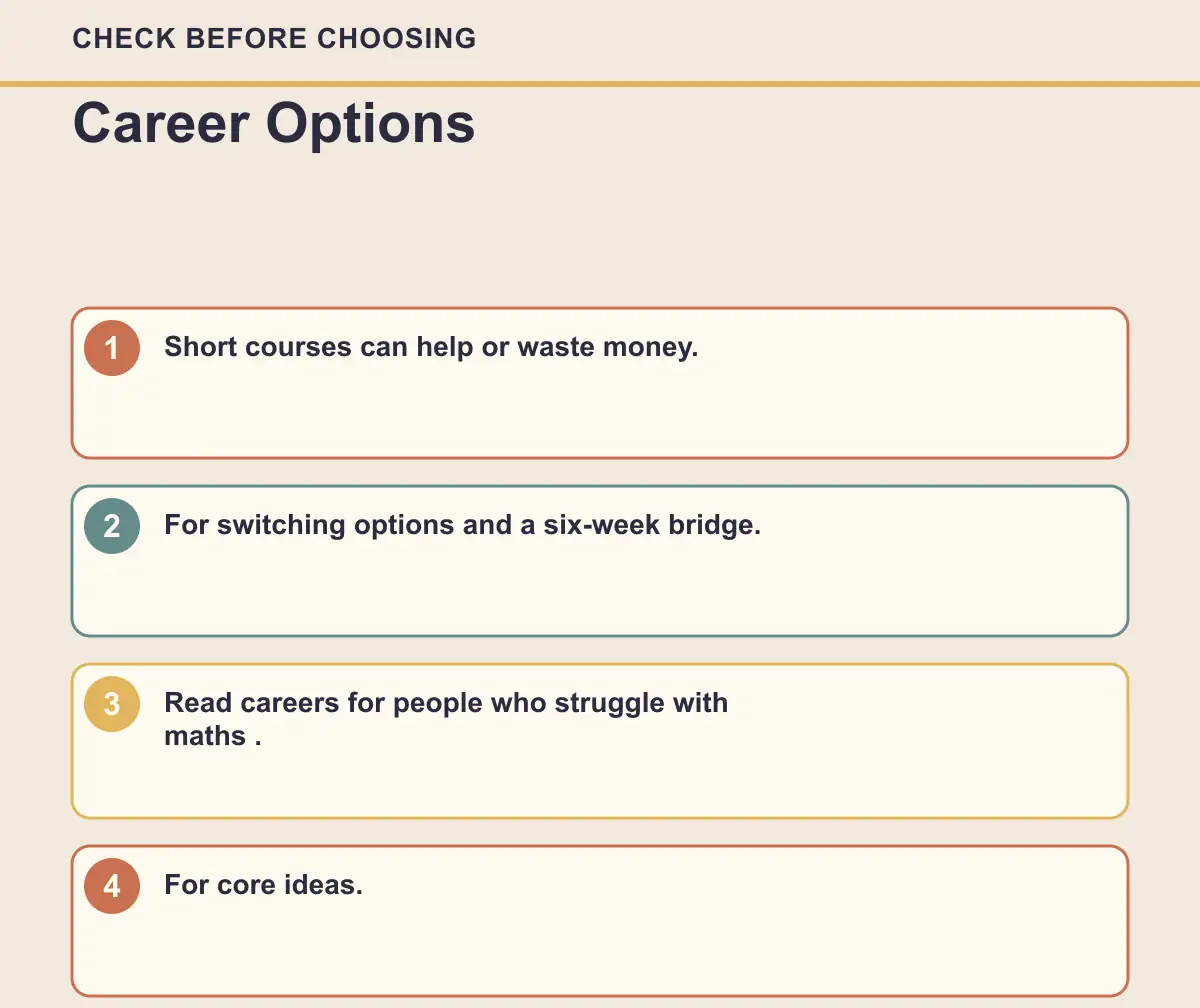 CHECK BEFORE CHOOSING
Career Options
1
Short courses can help or waste money.
2
For switching options and a six-week bridge.
3
Read careers for people who struggle with
maths .
4
For core ideas.